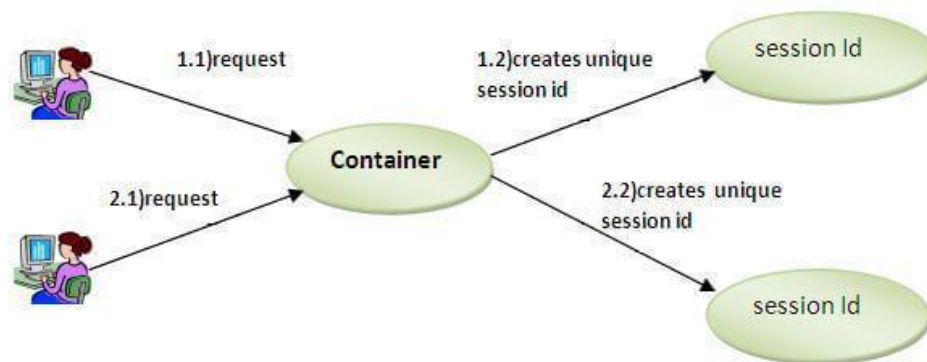 1.1)request
1.2)creates unique
session id
session Id
Container
2.1)request
2.2)creates unique
session id
session Id